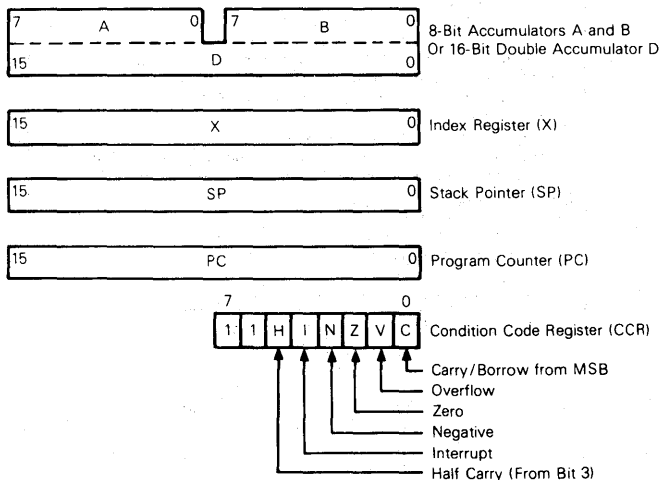 7 A 0 7 B 0
8-Bit Accumulators A and B
Or 16-Bit Double Accumulator D
15 D 0
15 X 0 Index Register (X)
15 SP 0 Stack Pointer (SP)
15 PC 0 Program Counter (PC)
7 0
1 1 H I N Z V C Condition Code Register (CCR)
Carry/Borrow from MSB
Overflow
Zero
Negative
Interrupt
Half Carry (From Bit 3)